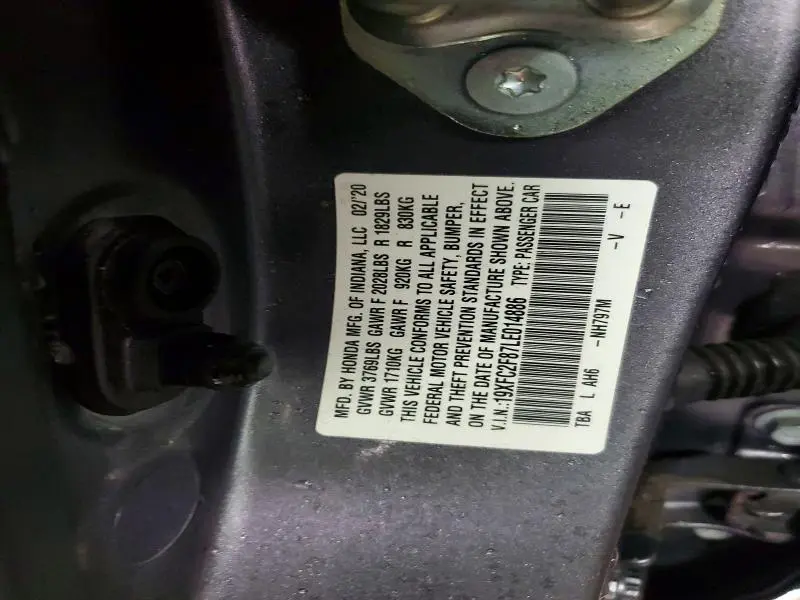 MFD. BY HONDA MFG. OF INDIANA, LLC 02/'20
GVWR 3769LBS GAWR F 2028LBS R 1829LBS
GVWR 1710KG GAWR F 920KG R 830KG
THIS VEHICLE CONFORMS TO ALL APPLICABLE
FEDERAL MOTOR VEHICLE SAFETY, BUMPER,
AND THEFT PREVENTION STANDARDS IN EFFECT
ON THE DATE OF MANUFACTURE SHOWN ABOVE.
V.I.N.:19XFC2F87LE014886 TYPE: PASSENGER CAR
TBA L AH6 -NH797M -V -E